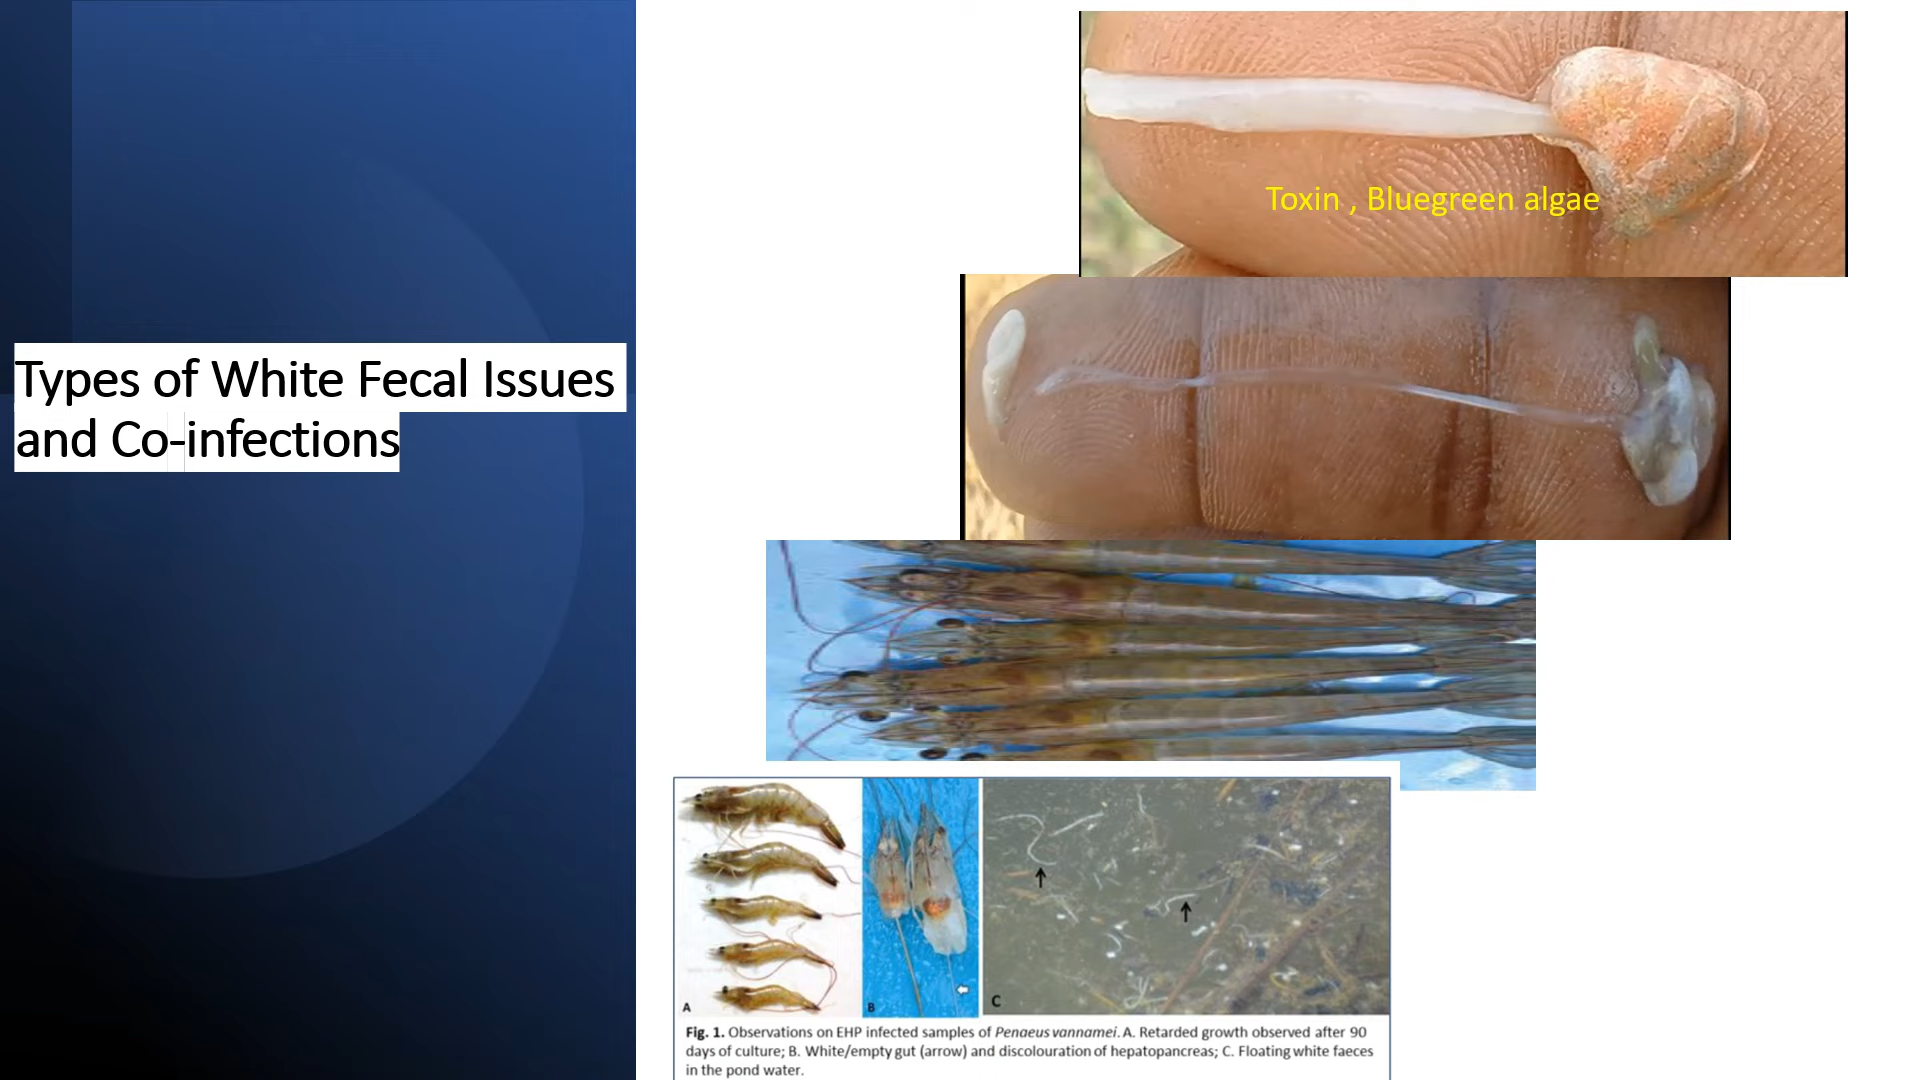 Types of White Fecal Issues
and Co-infections
Toxin , Bluegreen algae
A
B
C
Fig. 1. Observations on EHP infected samples of Penaeus vannamei. A. Retarded growth observed after 90
days of culture; B. White/empty gut (arrow) and discolouration of hepatopancreas; C. Floating white faeces
in the pond water.